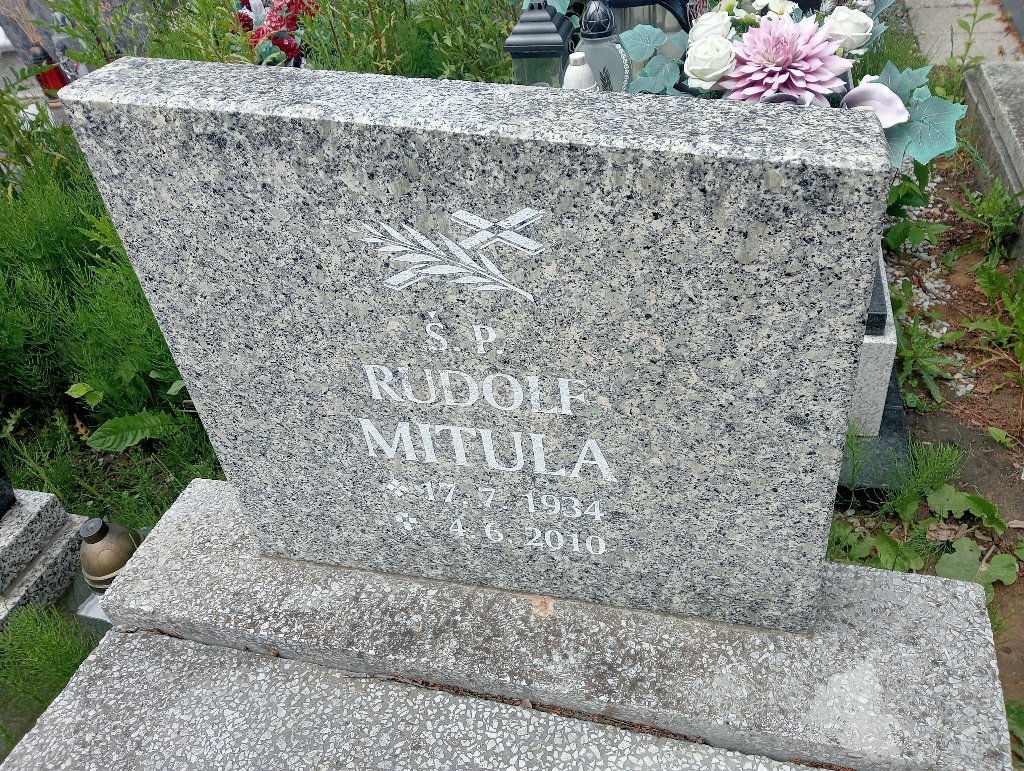 Ś. P.
RUDOLF
MITULA
17. 7. 1934
4. 6. 2010